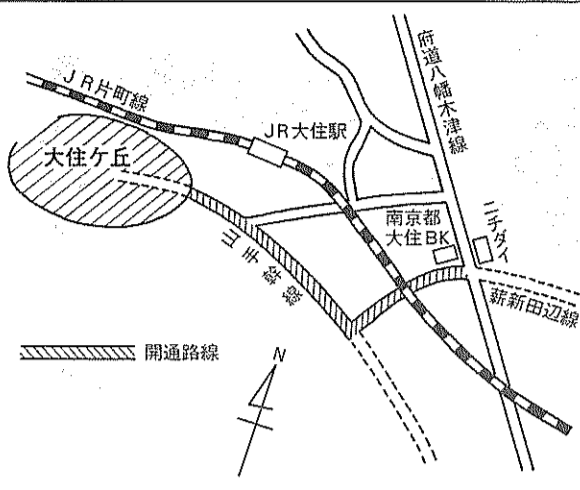 府道八幡木津線
JR片町線
JR大住駅
大住ケ丘
南京都
大住BK
ニチダイ
山手幹線
薪新田辺線
開通路線
N